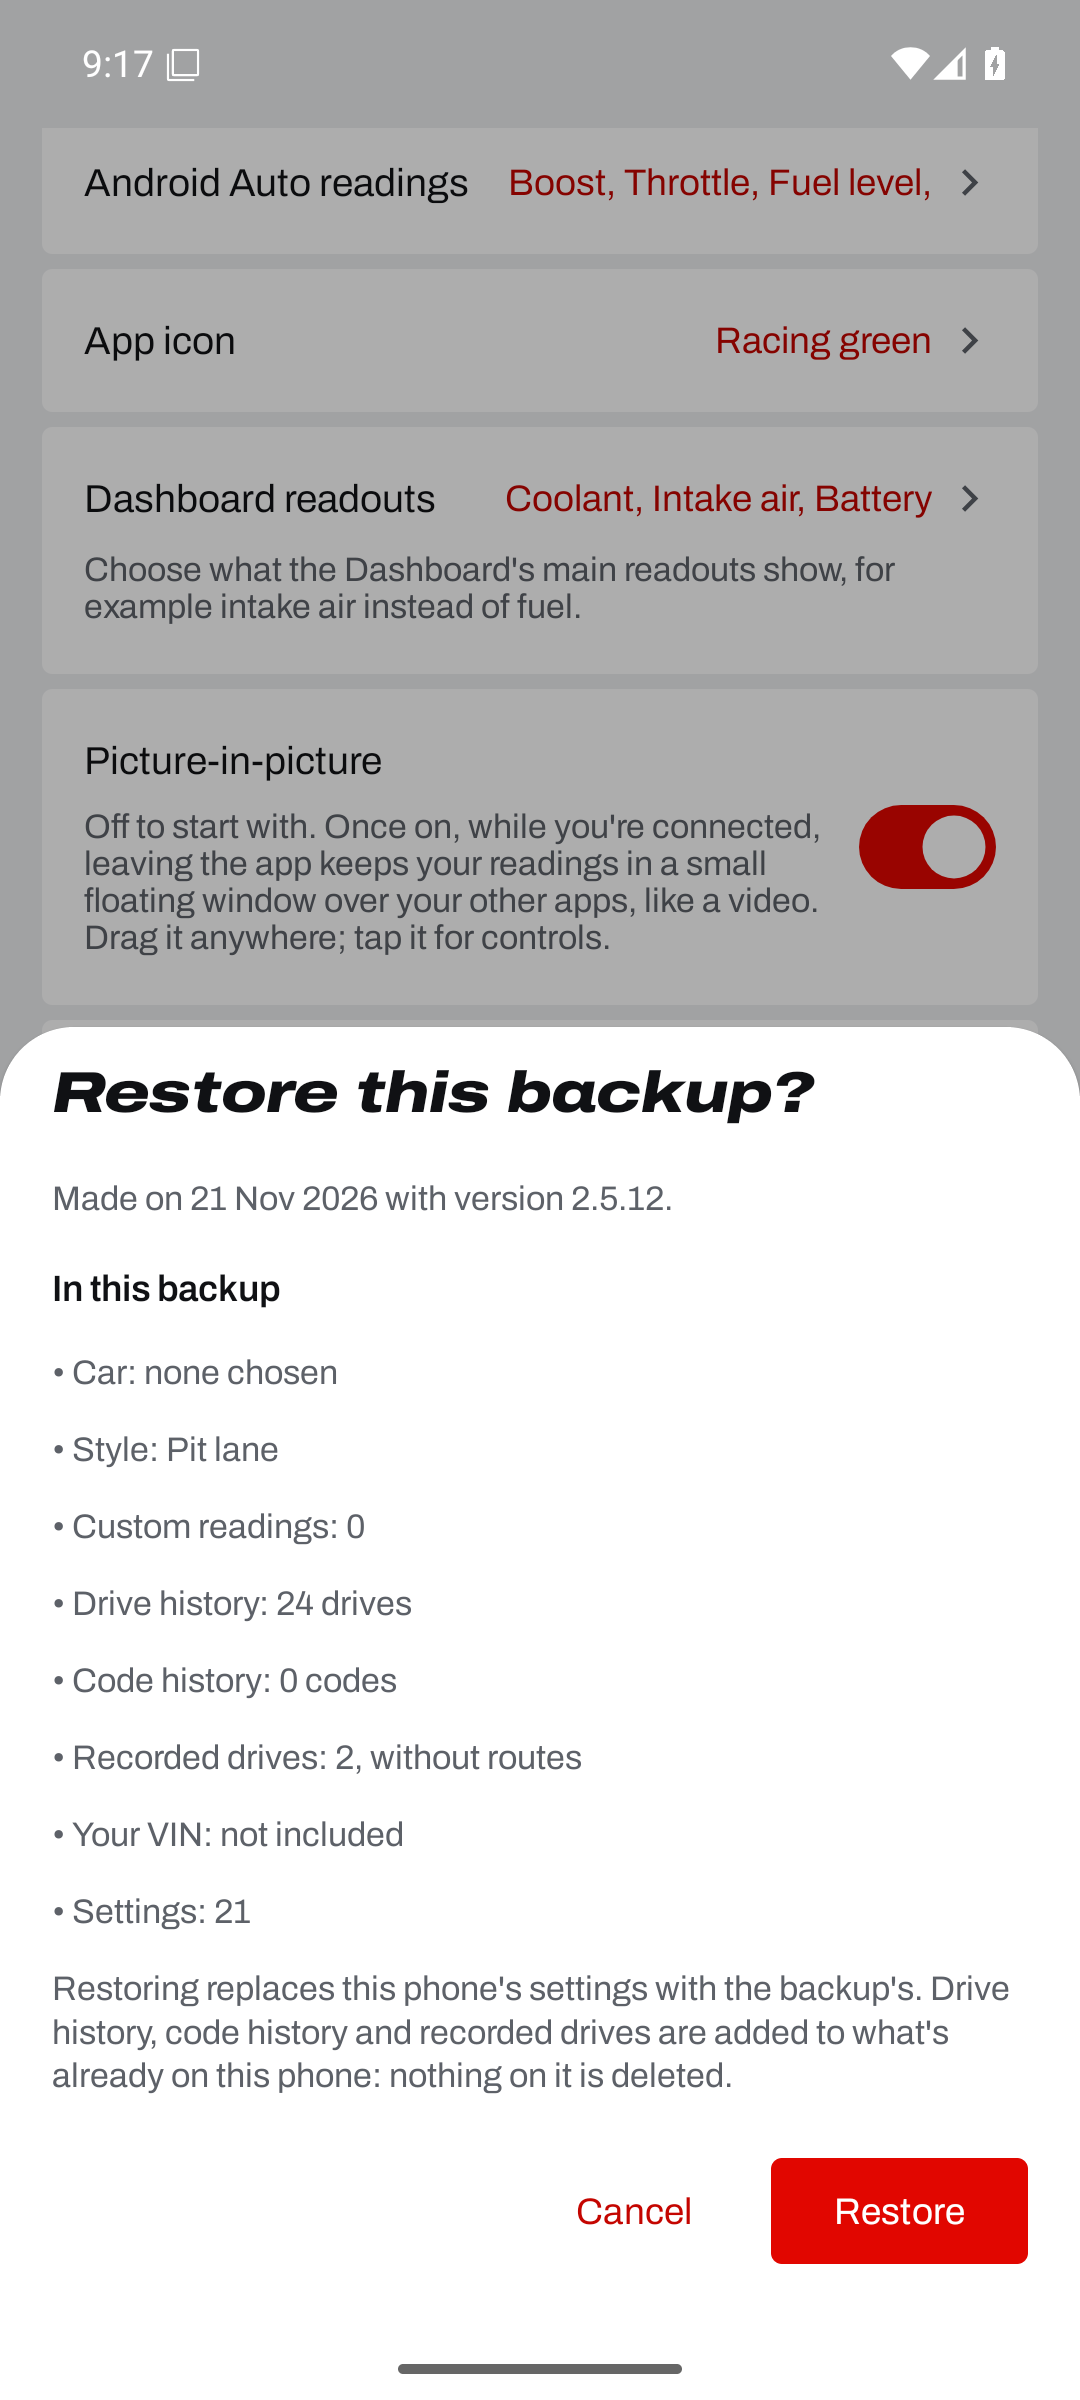 9:17
Android Auto readings
Boost, Throttle, Fuel level,
App icon
Racing green
Dashboard readouts
Coolant, Intake air, Battery
Choose what the Dashboard's main readouts show, for
example intake air instead of fuel.
Picture-in-picture
Off to start with. Once on, while you're connected,
leaving the app keeps your readings in a small
floating window over your other apps, like a video.
Drag it anywhere; tap it for controls.
Restore this backup?
Made on 21 Nov 2026 with version 2.5.12.
In this backup
• Car: none chosen
• Style: Pit lane
• Custom readings: 0
• Drive history: 24 drives
• Code history: 0 codes
• Recorded drives: 2, without routes
• Your VIN: not included
• Settings: 21
Restoring replaces this phone's settings with the backup's. Drive
history, code history and recorded drives are added to what's
already on this phone: nothing on it is deleted.
Cancel
Restore